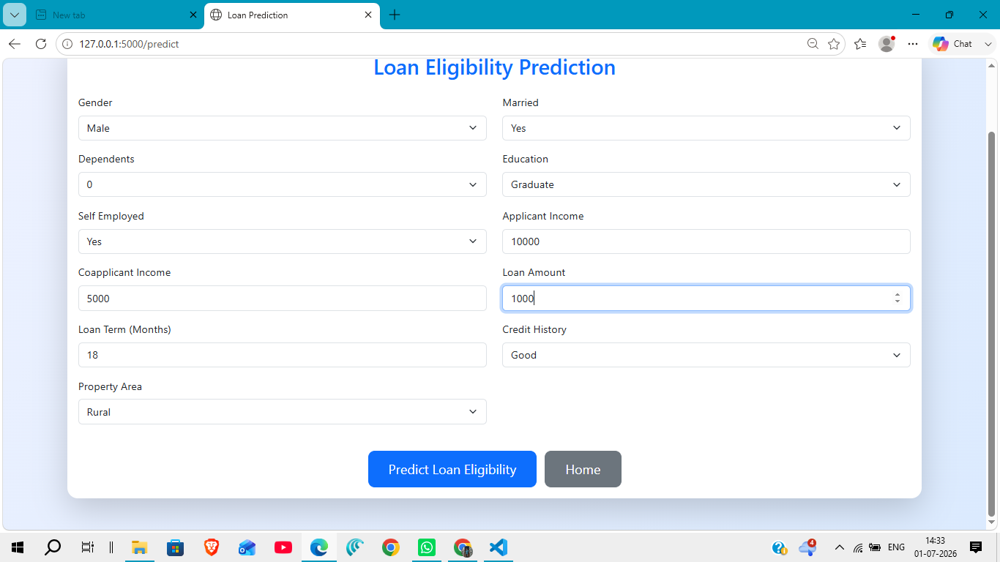 New tab
Loan Prediction
127.0.0.1:5000/predict
Chat
Loan Eligibility Prediction
Gender
Married
Male
Yes
Dependents
Education
0
Graduate
Self Employed
Applicant Income
Yes
10000
Coapplicant Income
Loan Amount
5000
1000
Loan Term (Months)
Credit History
18
Good
Property Area
Rural
Predict Loan Eligibility
Home
4
ENG
14:33
01-07-2026